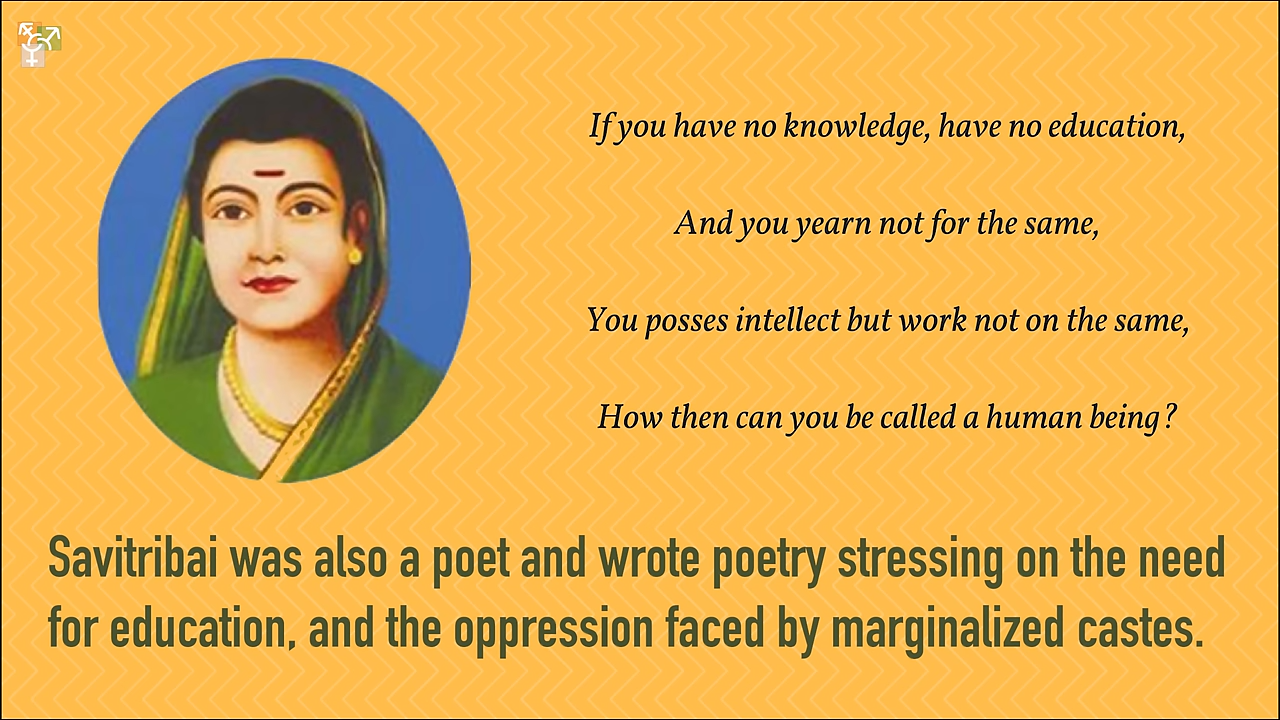 If you have no knowledge, have no education,
And you yearn not for the same,
You posses intellect but work not on the same,
How then can you be called a human being?
Savitribai was also a poet and wrote poetry stressing on the need
for education, and the oppression faced by marginalized castes.